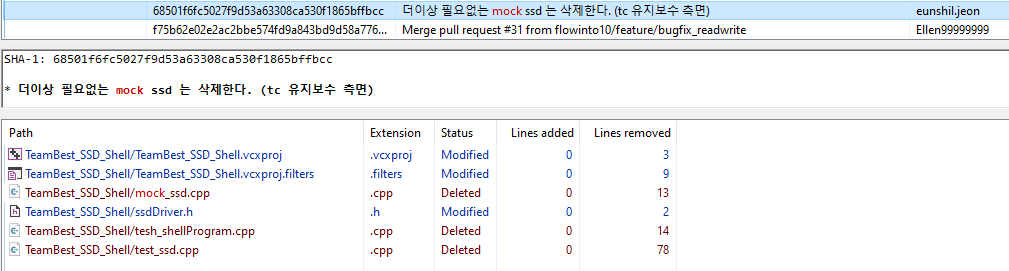 68501f6fc5027f9d53a63308ca530f1865bffbcc 더이상 필요없는 mock ssd 는 삭제한다. (tc 유지보수 측면) eunshil.jeon
f75b62e02e2ac2bbe574fd9a843bd9d58a776... Merge pull request #31 from flowinto10/feature/bugfix_readwrite Ellen99999999
SHA-1: 68501f6fc5027f9d53a63308ca530f1865bffbcc
* 더이상 필요없는 mock ssd 는 삭제한다. (tc 유지보수 측면)
Path Extension Status Lines added Lines removed
TeamBest_SSD_Shell/TeamBest_SSD_Shell.vcxproj .vcxproj Modified 0 3
TeamBest_SSD_Shell/TeamBest_SSD_Shell.vcxproj.filters .filters Modified 0 9
TeamBest_SSD_Shell/mock_ssd.cpp .cpp Deleted 0 13
TeamBest_SSD_Shell/ssdDriver.h .h Modified 0 2
TeamBest_SSD_Shell/tesh_shellProgram.cpp .cpp Deleted 0 14
TeamBest_SSD_Shell/test_ssd.cpp .cpp Deleted 0 78